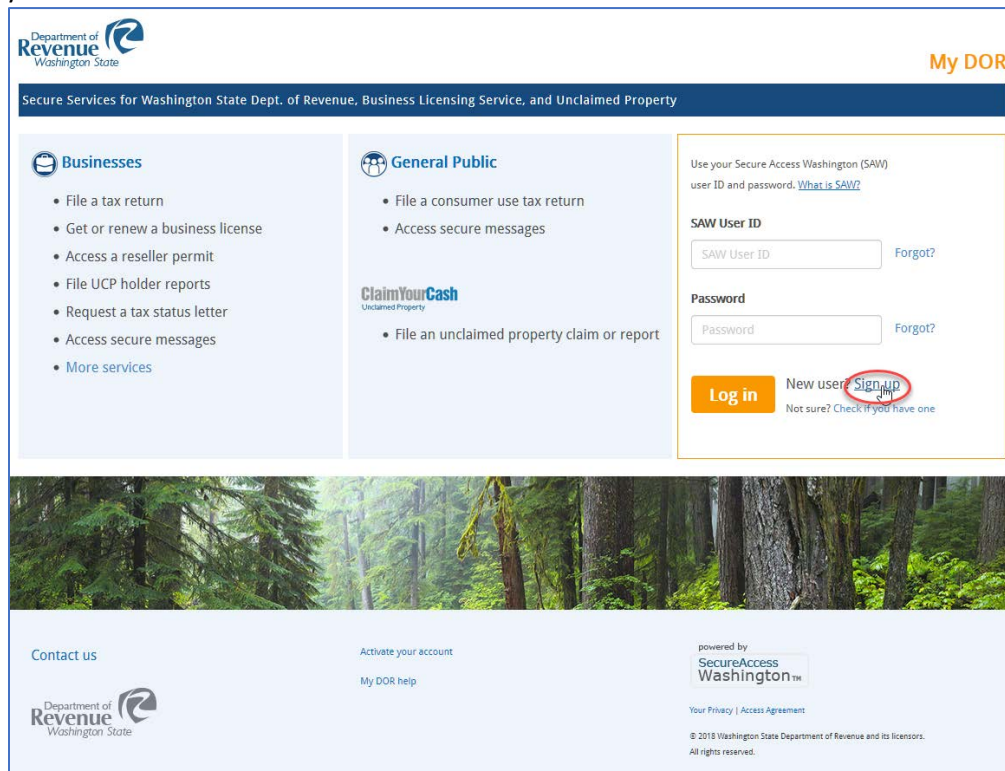 Department of
Revenue
Washington State
My DOR
Secure Services for Washington State Dept. of Revenue, Business Licensing Service, and Unclaimed Property
Businesses
• File a tax return
• Get or renew a business license
• Access a reseller permit
• File UCP holder reports
• Request a tax status letter
• Access secure messages
• More services
General Public
• File a consumer use tax return
• Access secure messages
ClaimYourCash
Unclaimed Property
• File an unclaimed property claim or report
Use your Secure Access Washington (SAW)
user ID and password. What is SAW?
SAW User ID
SAW User ID Forgot?
Password
Password Forgot?
Log in
New user? Sign up
Not sure? Check if you have one
Contact us
Department of
Revenue
Washington State
Activate your account
My DOR help
powered by
SecureAccess
Washington TM
Your Privacy | Access Agreement
© 2018 Washington State Department of Revenue and its licensors.
All rights reserved.